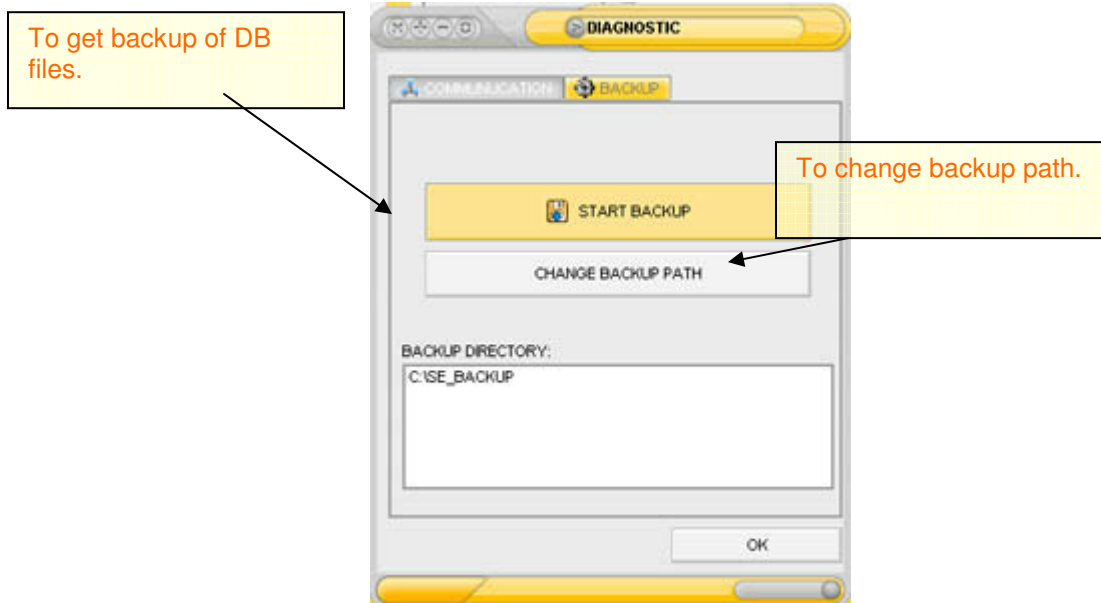 To get backup of DB
files.
DIAGNOSTIC
COMMUNICATION
BACKUP
To change backup path.
START BACKUP
CHANGE BACKUP PATH
BACKUP DIRECTORY:
C:\SE_BACKUP
OK